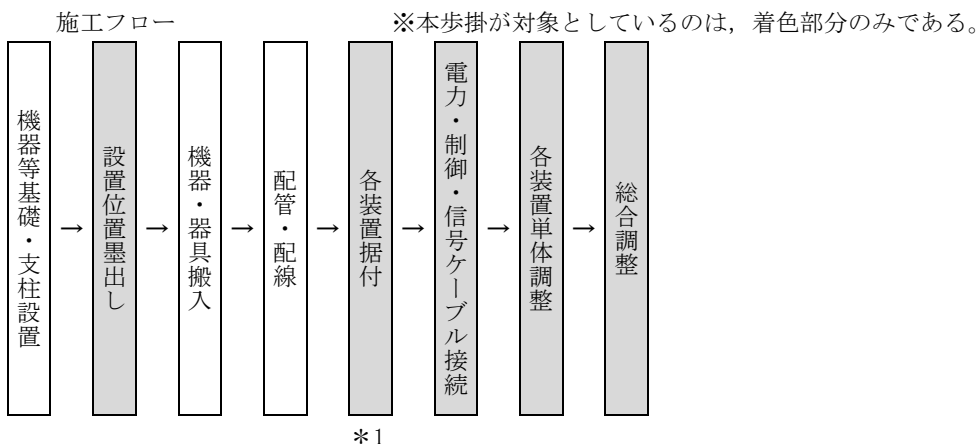 施工フロー
※本歩掛が対象としているのは，着色部分のみである。
機器等基礎・支柱設置
→
設置位置墨出し
→
機器・器具搬入
→
配管・配線
→
各装置据付
→
電力・制御・信号ケーブル接続
→
各装置単体調整
→
総合調整
＊1